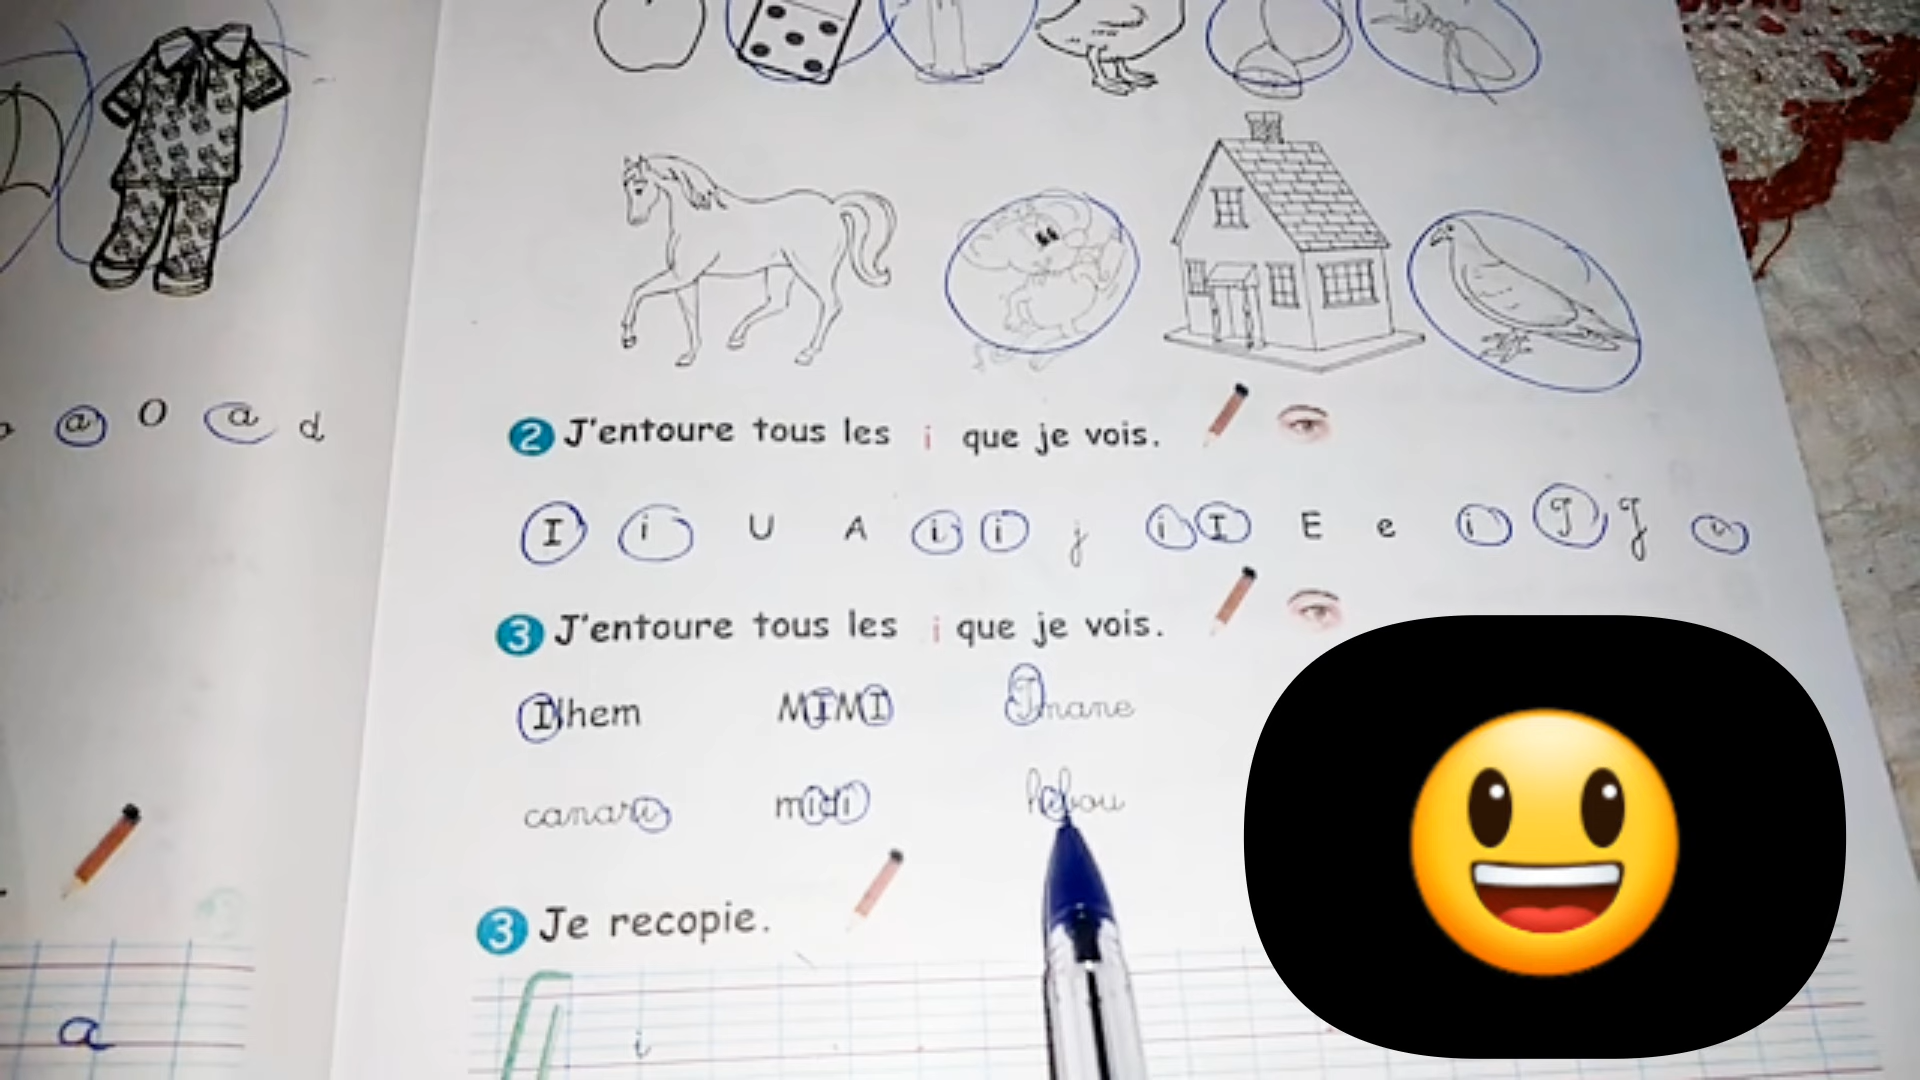 a O a d
2 J'entoure tous les i que je vois.
I i U A i i j i I E e i I J i
3 J'entoure tous les i que je vois.
Ilhem MIMI Imane
canari midi hibou
3 Je recopie.
i
a